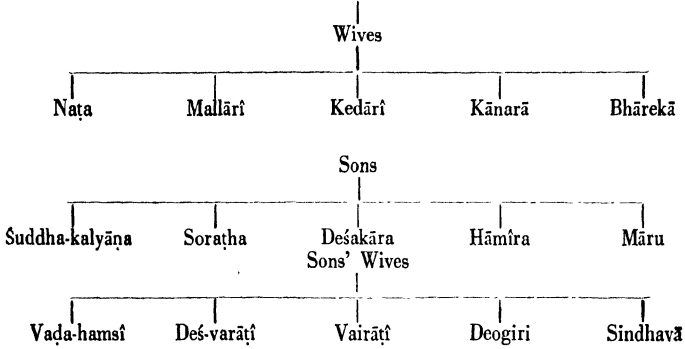 Wives
Naṭa Mallārî Kedārî Kānarā Bhārekā
Sons
Śuddha-kalyāṇa Soraṭha Deśakāra Hāmîra Māru
Sons' Wives
Vaḍa-hamsî Deś-varāṭî Vairāṭî Deogiri Sindhavā